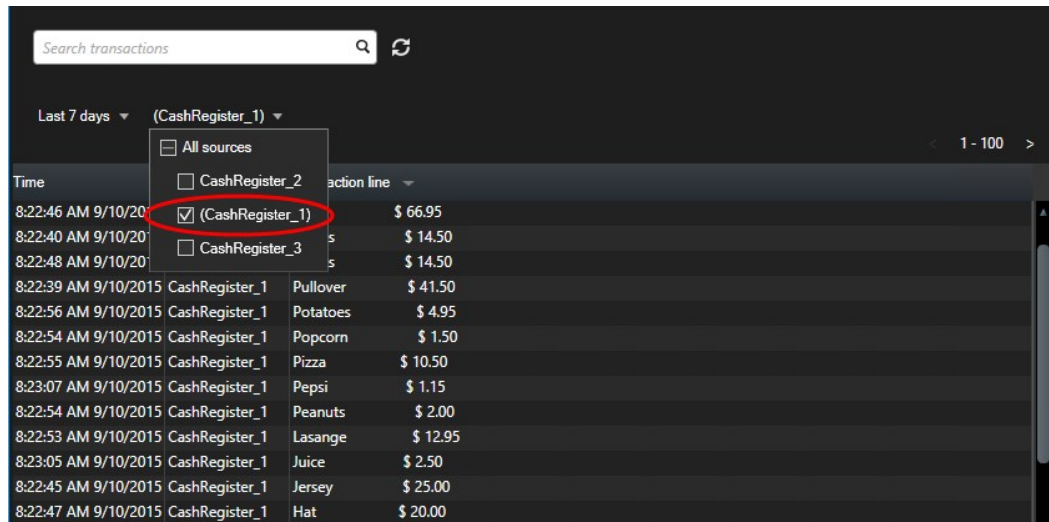 Search transactions
Last 7 days (CashRegister_1)
All sources
1 - 100 >
Time CashRegister_2 action line
8:22:46 AM 9/10/20 (CashRegister_1) $ 66.95
8:22:40 AM 9/10/20 s $ 14.50
CashRegister_3
8:22:48 AM 9/10/20 s $ 14.50
8:22:39 AM 9/10/2015 CashRegister_1 Pullover $ 41.50
8:22:56 AM 9/10/2015 CashRegister_1 Potatoes $ 4.95
8:22:54 AM 9/10/2015 CashRegister_1 Popcorn $ 1.50
8:22:55 AM 9/10/2015 CashRegister_1 Pizza $ 10.50
8:23:07 AM 9/10/2015 CashRegister_1 Pepsi $ 1.15
8:22:54 AM 9/10/2015 CashRegister_1 Peanuts $ 2.00
8:22:53 AM 9/10/2015 CashRegister_1 Lasange $ 12.95
8:23:05 AM 9/10/2015 CashRegister_1 Juice $ 2.50
8:22:45 AM 9/10/2015 CashRegister_1 Jersey $ 25.00
8:22:47 AM 9/10/2015 CashRegister_1 Hat $ 20.00